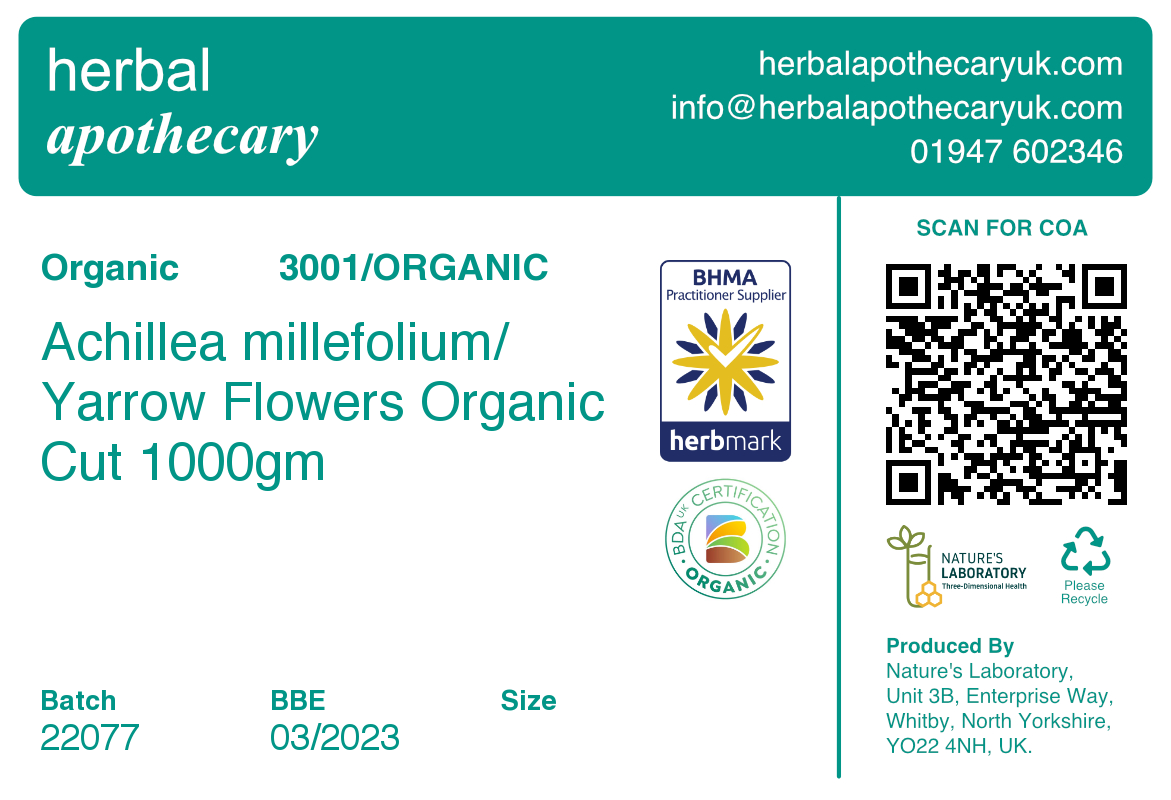 herbal
apothecary
herbalapothecaryuk.com
info@herbalapothecaryuk.com
01947 602346
Organic 3001/ORGANIC
Achillea millefolium/
Yarrow Flowers Organic
Cut 1000gm
BHMA
Practitioner Supplier
herbmark
BDA UK CERTIFICATION
• ORGANIC •
Batch BBE Size
22077 03/2023
SCAN FOR COA
NATURE'S
LABORATORY
Three-Dimensional Health
Please
Recycle
Produced By
Nature's Laboratory,
Unit 3B, Enterprise Way,
Whitby, North Yorkshire,
YO22 4NH, UK.